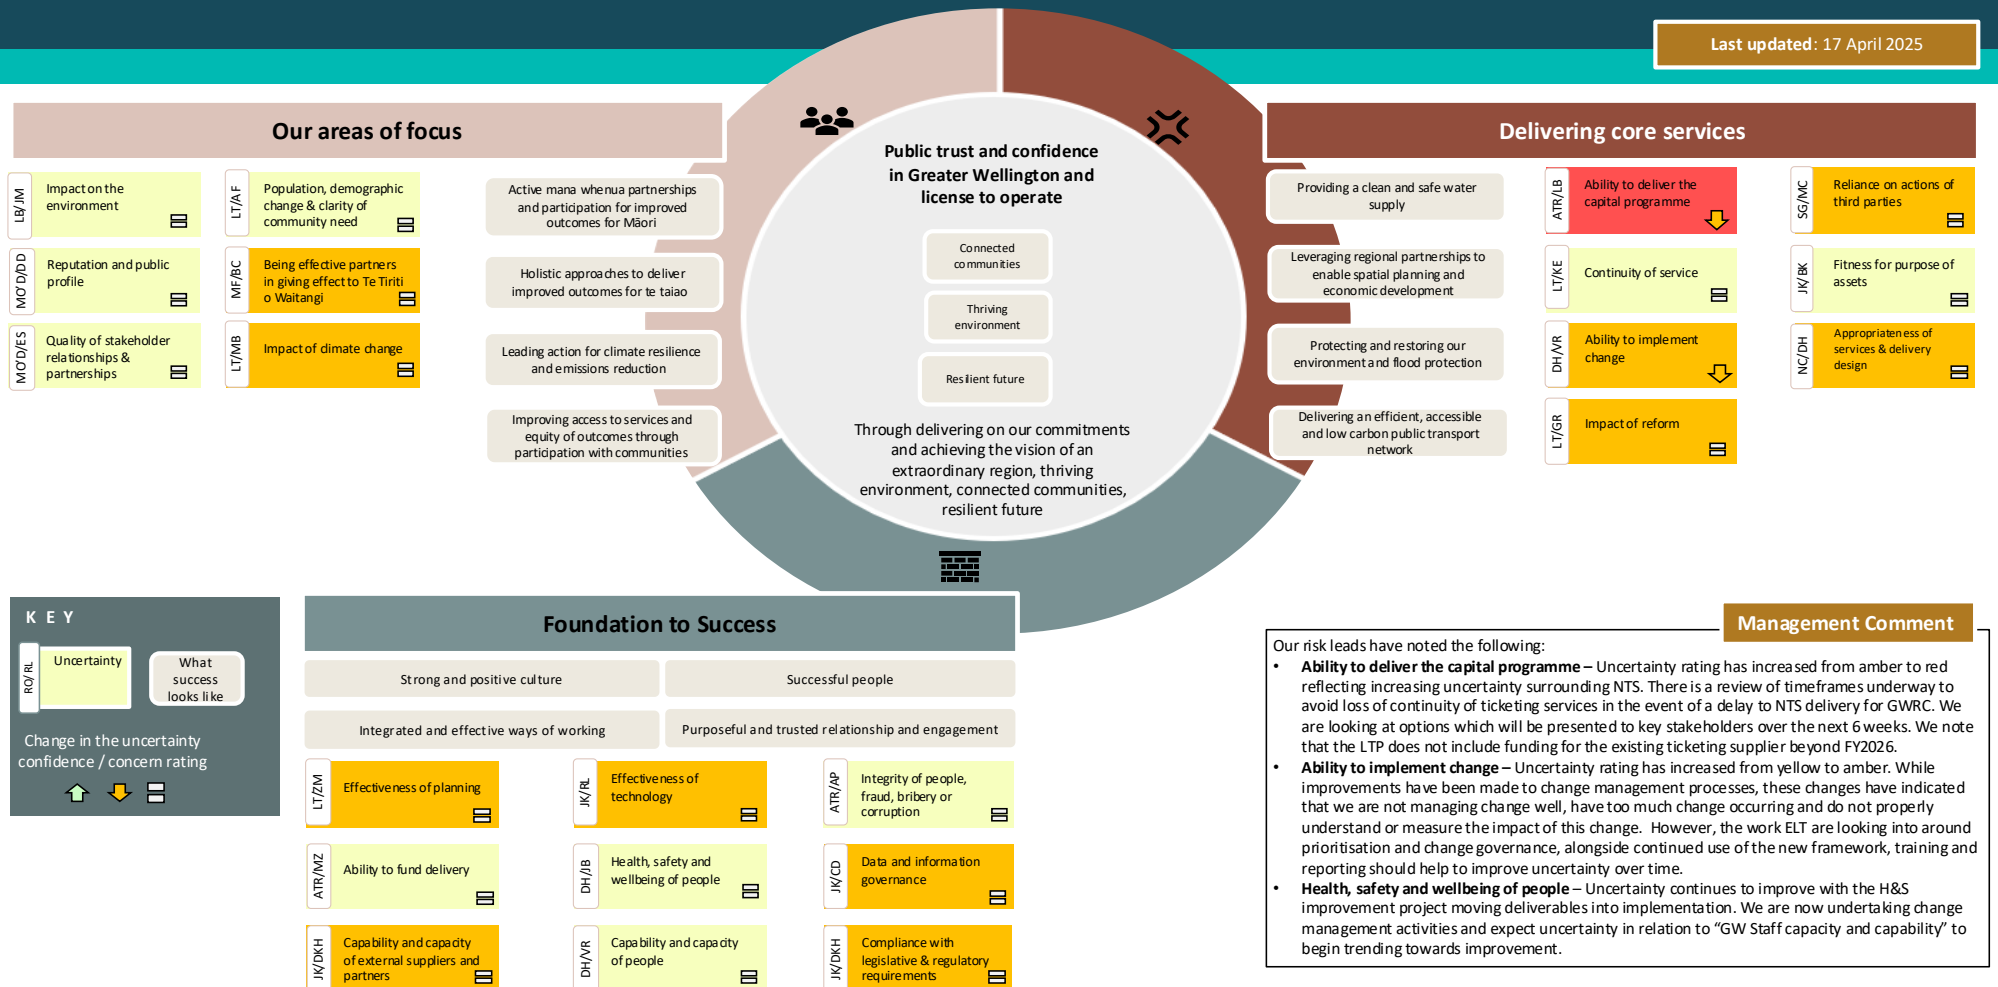 Last updated: 17 April 2025
Our areas of focus
LB/JM
Impact on the
environment
LT/AF
Population, demographic
change & clarity of
community need
MO'D/DD
Reputation and public
profile
MF/BC
Being effective partners
in giving effect to Te Tiriti
o Waitangi
MO'D/ES
Quality of stakeholder
relationships &
partnerships
LT/MB
Impact of climate change
Active mana whenua partnerships
and participation for improved
outcomes for Māori
Holistic approaches to deliver
improved outcomes for te taiao
Leading action for climate resilience
and emissions reduction
Improving access to services and
equity of outcomes through
participation with communities
Public trust and confidence
in Greater Wellington and
license to operate
Connected
communities
Thriving
environment
Resilient future
Through delivering on our commitments
and achieving the vision of an
extraordinary region, thriving
environment, connected communities,
resilient future
Delivering core services
Providing a clean and safe water
supply
Leveraging regional partnerships to
enable spatial planning and
economic development
Protecting and restoring our
environment and flood protection
Delivering an efficient, accessible
and low carbon public transport
network
ATR/LB
Ability to deliver the
capital programme
SG/MC
Reliance on actions of
third parties
LT/KE
Continuity of service
JK/BK
Fitness for purpose of
assets
DH/VR
Ability to implement
change
NC/DH
Appropriateness of
services & delivery
design
LT/GR
Impact of reform
KEY
RO/RL
Uncertainty
What
success
looks like
Change in the uncertainty
confidence / concern rating
Foundation to Success
Strong and positive culture
Successful people
Integrated and effective ways of working
Purposeful and trusted relationship and engagement
LT/ZM
Effectiveness of planning
JK/RL
Effectiveness of
technology
ATR/AP
Integrity of people,
fraud, bribery or
corruption
ATR/MZ
Ability to fund delivery
DH/JB
Health, safety and
wellbeing of people
JK/CD
Data and information
governance
JK/DKH
Capability and capacity
of external suppliers and
partners
DH/VR
Capability and capacity
of people
JK/DKH
Compliance with
legislative & regulatory
requirements
Management Comment
Our risk leads have noted the following:
• Ability to deliver the capital programme – Uncertainty rating has increased from amber to red
reflecting increasing uncertainty surrounding NTS. There is a review of timeframes underway to
avoid loss of continuity of ticketing services in the event of a delay to NTS delivery for GWRC. We
are looking at options which will be presented to key stakeholders over the next 6 weeks. We note
that the LTP does not include funding for the existing ticketing supplier beyond FY2026.
• Ability to implement change – Uncertainty rating has increased from yellow to amber. While
improvements have been made to change management processes, these changes have indicated
that we are not managing change well, have too much change occurring and do not properly
understand or measure the impact of this change. However, the work ELT are looking into around
prioritisation and change governance, alongside continued use of the new framework, training and
reporting should help to improve uncertainty over time.
• Health, safety and wellbeing of people – Uncertainty continues to improve with the H&S
improvement project moving deliverables into implementation. We are now undertaking change
management activities and expect uncertainty in relation to “GW Staff capacity and capability” to
begin trending towards improvement.